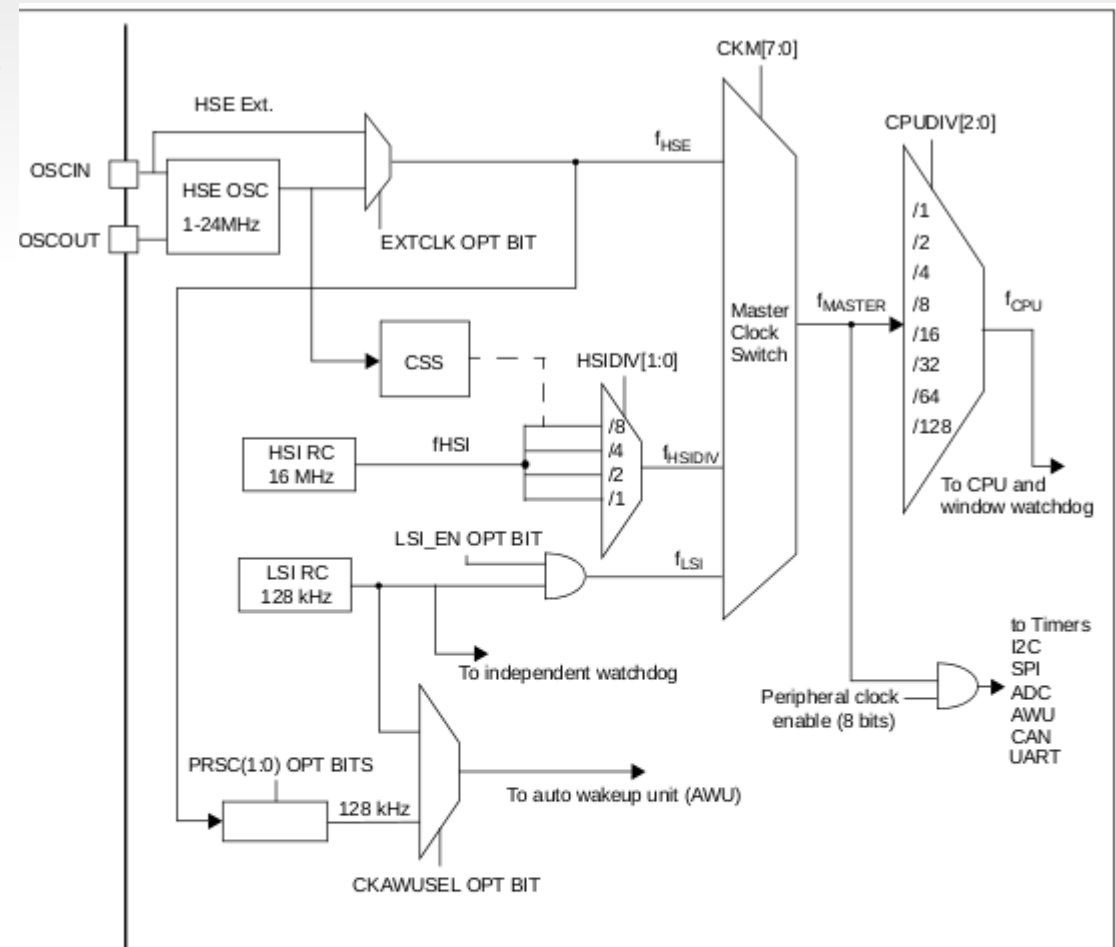 CKM[7:0]
HSE Ext.
CPUDIV[2:0]
OSCIN
HSE OSC
1-24MHz
OSCOUT
EXTCLK OPT BIT
fHSE
/1
/2
/4
/8
/16
/32
/64
/128
Master
Clock
Switch
fMASTER
fCPU
CSS
HSIDIV[1:0]
HSI RC
16 MHz
fHSI
/8
/4
/2
/1
fHSIDIV
To CPU and
window watchdog
LSI_EN OPT BIT
LSI RC
128 kHz
fLSI
To independent watchdog
Peripheral clock
enable (8 bits)
to Timers
I2C
SPI
ADC
AWU
CAN
UART
PRSC(1:0) OPT BITS
128 kHz
To auto wakeup unit (AWU)
CKAWUSEL OPT BIT